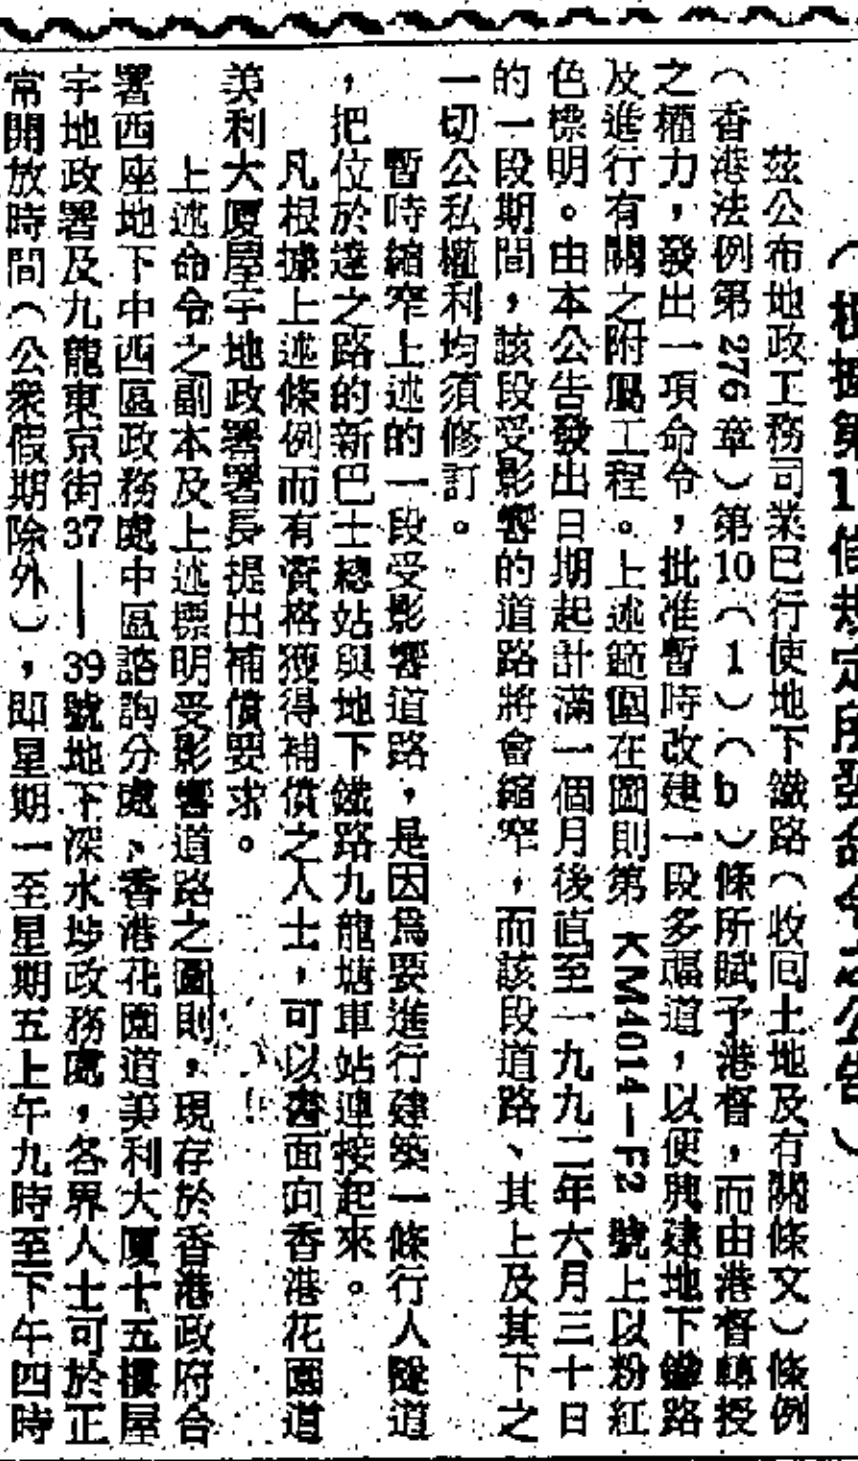 （根據第1條規定所發命令之公告）
茲公布地政工務司業已行使地下鐵路（收回土地及有關條文）條例
（香港法例第276章）第10（1）（b）條所賦予港督，而由港督轉授
之權力，發出一項命令，批准暫時改建一段多福道，以便興建地下鐵路
及進行有關之附屬工程。上述範圍在圖則第KM4014－F2號上以粉紅
色標明。由本公告發出日期起計滿一個月後直至一九九二年六月三十日
的一段期間，該段受影響的道路將會縮窄，而該段道路、其上及其下之
一切公私權利均須修訂。
暫時縮窄上述的一段受影響道路，是因為要進行建築一條行人隧道
，把位於達之路的新巴士總站與地下鐵路九龍塘車站連接起來。
凡根據上述條例而有資格獲得補償之人士，可以書面向香港花園道
美利大廈屋宇地政署署長提出補償要求。
上述命令之副本及上述標明受影響道路之圖則，現存於香港政府合
署西座地下中西區政務處中區諮詢分處、香港花園道美利大廈十五樓屋
宇地政署及九龍東京街37——39號地下深水埗政務處，各界人士可於正
常開放時間（公衆假期除外），即星期一至星期五上午九時至下午四時